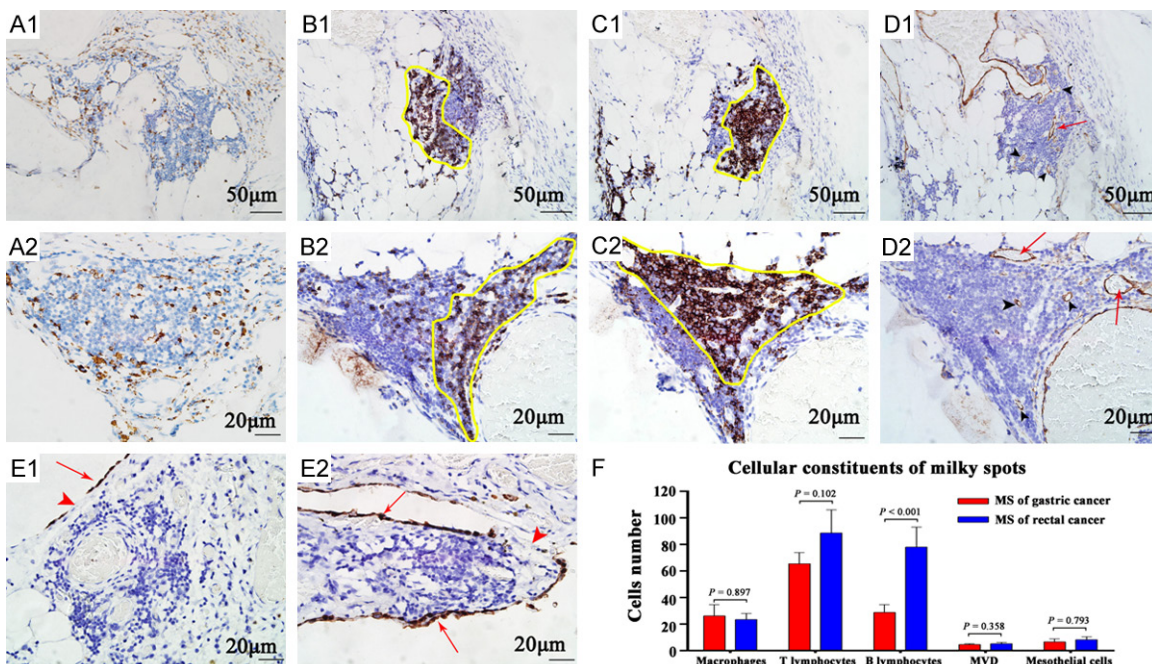 A1
B1
C1
D1
50μm
50μm
50μm
50μm
A2
B2
C2
D2
20μm
20μm
20μm
20μm
E1
E2
20μm
20μm
F
Cellular constituents of milky spots
Cells number
120
100
80
60
40
20
0
P = 0.897
P = 0.102
P < 0.001
P = 0.358
P = 0.793
MS of gastric cancer
MS of rectal cancer
Macrophages
T lymphocytes
B lymphocytes
MVD
Mesothelial cells